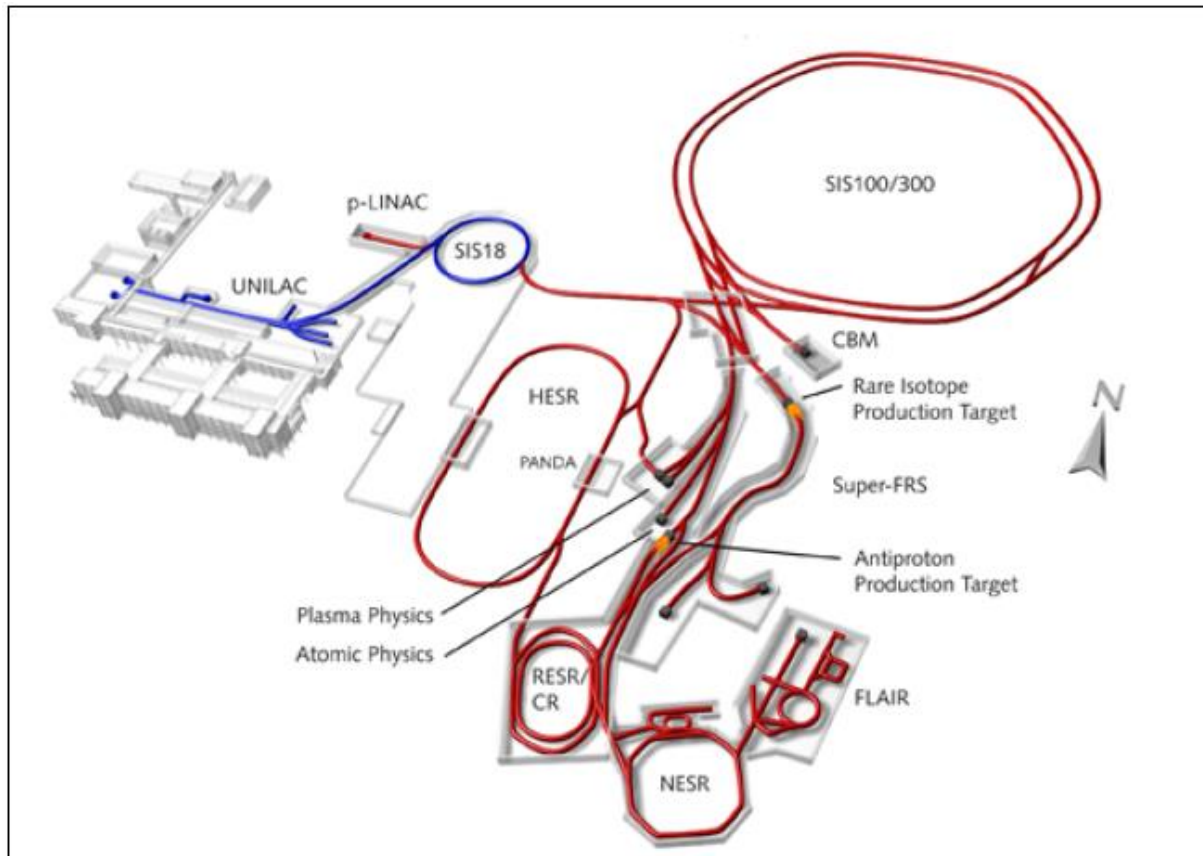 SIS100/300
p-LINAC
SIS18
UNILAC
CBM
HESR
Rare Isotope
Production Target
N
PANDA
Super-FRS
Antiproton
Production Target
Plasma Physics
Atomic Physics
RESR/
CR
FLAIR
NESR